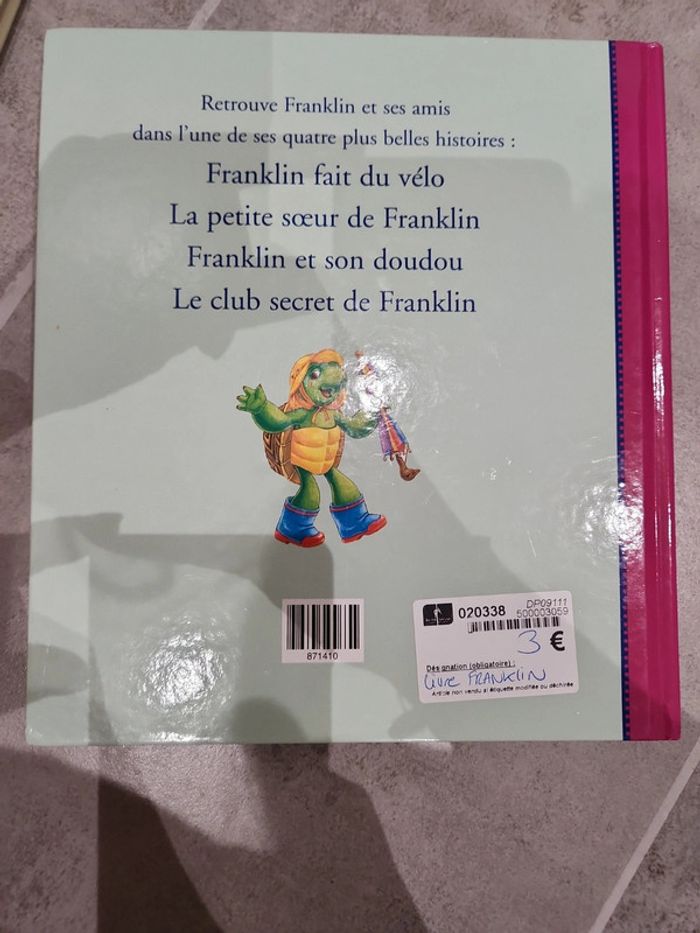 Retrouve Franklin et ses amis
dans l'une de ses quatre plus belles histoires :
Franklin fait du vélo
La petite sœur de Franklin
Franklin et son doudou
Le club secret de Franklin
871410
DP09111
020338 500003059
3 €
Désignation (obligatoire) :
Livre FRANKLIN
Article non vendu si étiquette modifiée ou déchirée